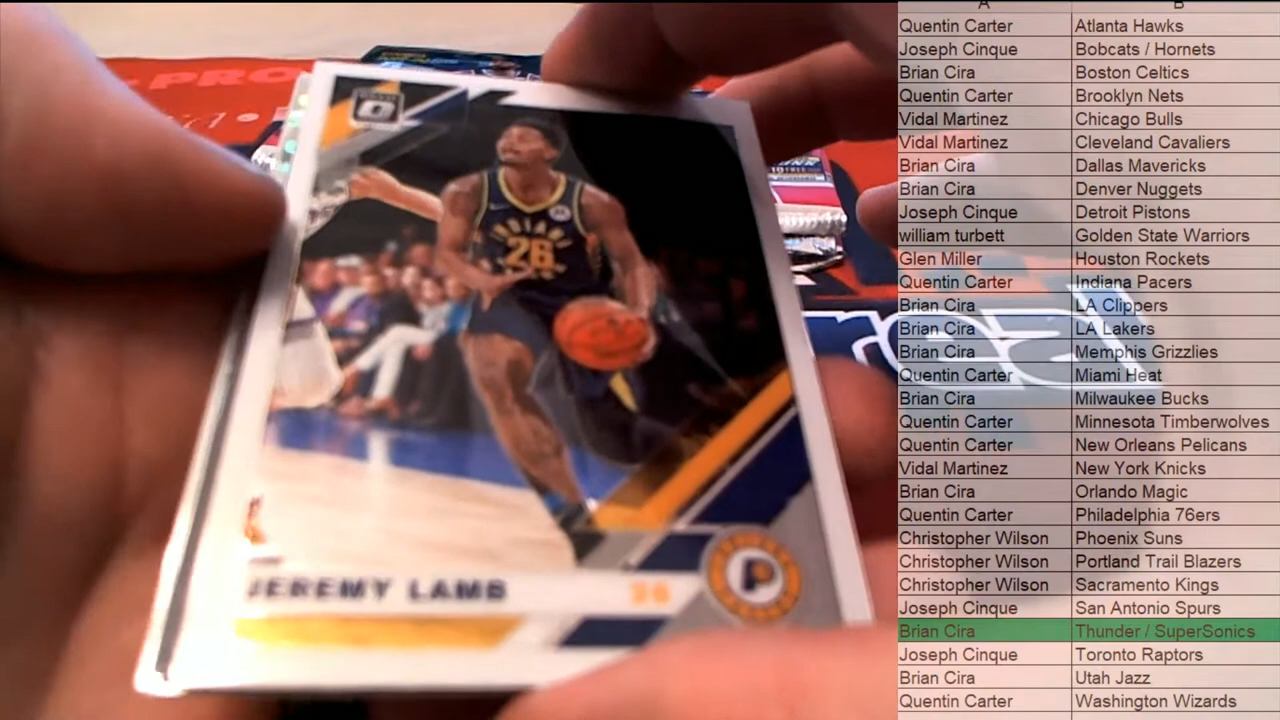 A B
Quentin Carter Atlanta Hawks
Joseph Cinque Bobcats / Hornets
Brian Cira Boston Celtics
Quentin Carter Brooklyn Nets
Vidal Martinez Chicago Bulls
Vidal Martinez Cleveland Cavaliers
Brian Cira Dallas Mavericks
Brian Cira Denver Nuggets
Joseph Cinque Detroit Pistons
william turbett Golden State Warriors
Glen Miller Houston Rockets
Quentin Carter Indiana Pacers
Brian Cira LA Clippers
Brian Cira LA Lakers
Brian Cira Memphis Grizzlies
Quentin Carter Miami Heat
Brian Cira Milwaukee Bucks
Quentin Carter Minnesota Timberwolves
Quentin Carter New Orleans Pelicans
Vidal Martinez New York Knicks
Brian Cira Orlando Magic
Quentin Carter Philadelphia 76ers
Christopher Wilson Phoenix Suns
Christopher Wilson Portland Trail Blazers
Christopher Wilson Sacramento Kings
Joseph Cinque San Antonio Spurs
Brian Cira Thunder / SuperSonics
Joseph Cinque Toronto Raptors
Brian Cira Utah Jazz
Quentin Carter Washington Wizards
PRO
INDIANA
26
JEREMY LAMB 26
P